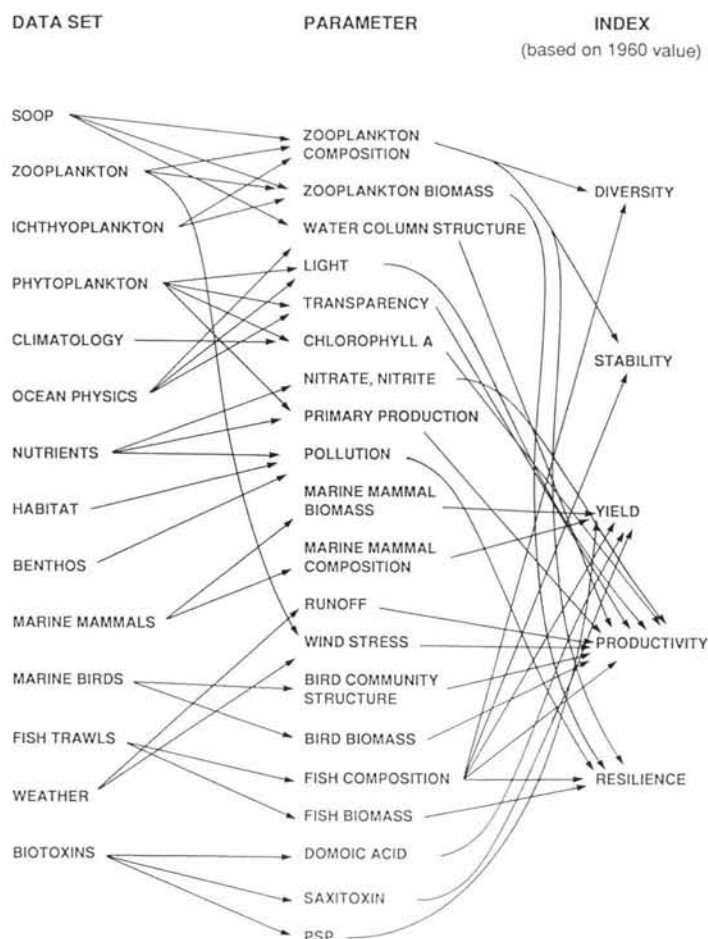 DATA SET
PARAMETER
INDEX
(based on 1960 value)
SOOP
ZOOPLANKTON
ICHTHYOPLANKTON
PHYTOPLANKTON
CLIMATOLOGY
OCEAN PHYSICS
NUTRIENTS
HABITAT
BENTHOS
MARINE MAMMALS
MARINE BIRDS
FISH TRAWLS
WEATHER
BIOTOXINS
ZOOPLANKTON
COMPOSITION
ZOOPLANKTON BIOMASS
WATER COLUMN STRUCTURE
LIGHT
TRANSPARENCY
CHLOROPHYLL A
NITRATE, NITRITE
PRIMARY PRODUCTION
POLLUTION
MARINE MAMMAL
BIOMASS
MARINE MAMMAL
COMPOSITION
RUNOFF
WIND STRESS
BIRD COMMUNITY
STRUCTURE
BIRD BIOMASS
FISH COMPOSITION
FISH BIOMASS
DOMOIC ACID
SAXITOXIN
PSP
DIVERSITY
STABILITY
YIELD
PRODUCTIVITY
RESILIENCE